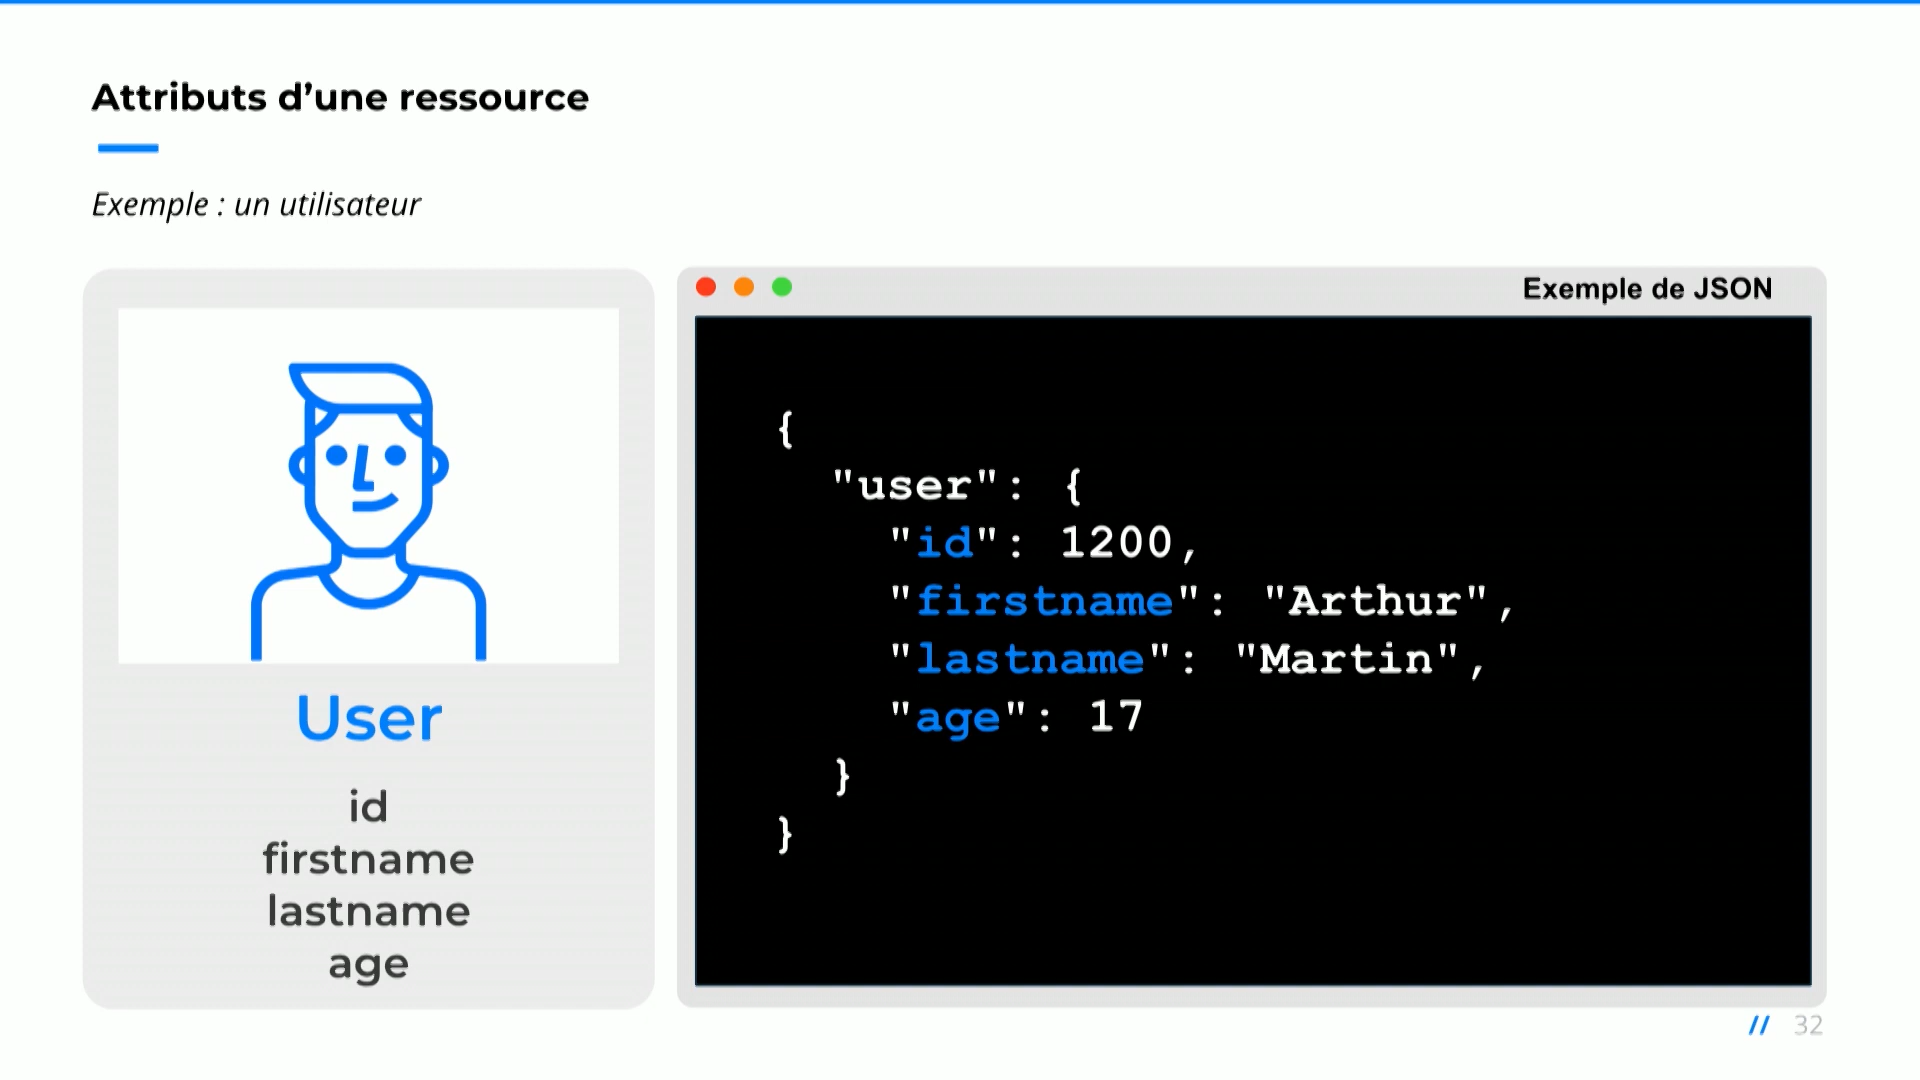 Attributs d’une ressource
Exemple : un utilisateur
User
id
firstname
lastname
age
Exemple de JSON
{
"user": {
"id": 1200,
"firstname": "Arthur",
"lastname": "Martin",
"age": 17
}
}
// 32